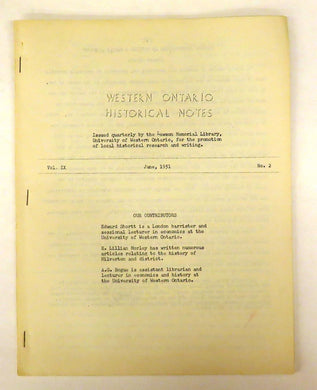 WESTERN ONTARIO
HISTORICAL NOTES
Issued quarterly by the Lawson Memorial Library,
University of Western Ontario, for the promotion
of local historical research and writing.
Vol. IX June, 1951 No. 2
OUR CONTRIBUTORS
Edward Shortt is a London barrister and
sessional lecturer in economics at the
University of Western Ontario.
E. Lillian Morley has written numerous
articles relating to the history of
Milverton and district.
A.G. Bogue is assistant librarian and
lecturer in economics and history at
the University of Western Ontario.